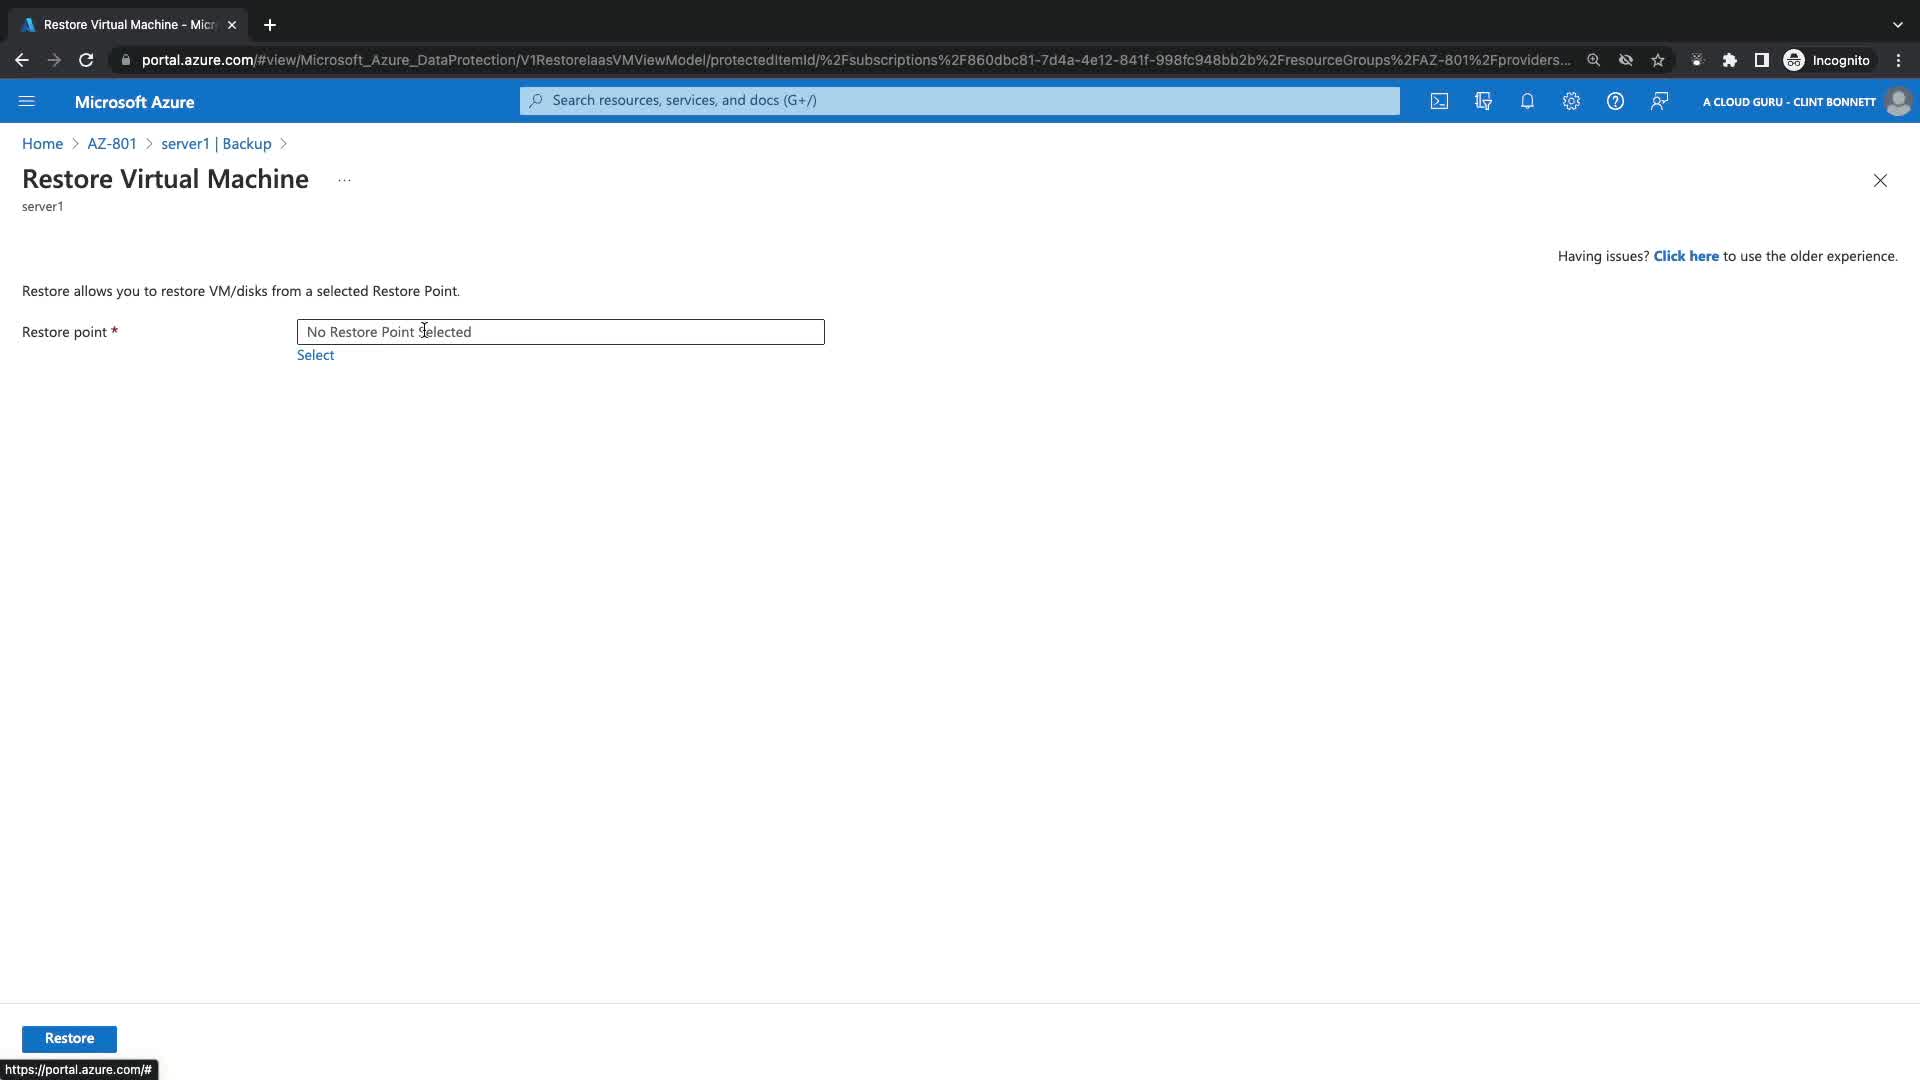 Restore Virtual Machine - Micr
portal.azure.com/#view/Microsoft_Azure_DataProtection/V1RestoreIaasVMViewModel/protectedItemId/%2Fsubscriptions%2F860dbc81-7d4a-4e12-841f-998fc948bb2b%2FresourceGroups%2FAZ-801%2Fproviders...
Incognito
Microsoft Azure
Search resources, services, and docs (G+/)
A CLOUD GURU - CLINT BONNETT
Home > AZ-801 > server1 | Backup >
Restore Virtual Machine ...
server1
Having issues? Click here to use the older experience.
Restore allows you to restore VM/disks from a selected Restore Point.
Restore point *
No Restore Point Selected
Select
Restore
https://portal.azure.com/#